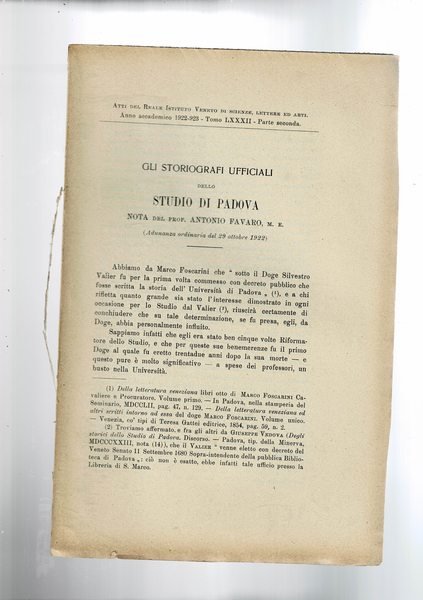 Atti del Reale Istituto Veneto di scienze, lettere ed arti.
Anno accademico 1922-923 - Tomo LXXXII - Parte seconda.
GLI STORIOGRAFI UFFICIALI
DELLO
STUDIO DI PADOVA
NOTA DEL PROF. ANTONIO FAVARO, M. E.
(Adunanza ordinaria del 29 ottobre 1922)
Abbiamo da Marco Foscarini che “ sotto il Doge Silvestro
Valier fu per la prima volta commesso con decreto pubblico che
fosse scritta la storia dell' Università di Padova „ (¹), e a chi
rifletta quanto grande sia stato l'interesse dimostrato in ogni
occasione per lo Studio dal Valier (²), riuscirà certamente di
conchiudere che su tale determinazione, se fu presa, egli, da
Doge, abbia personalmente infinito.
Sappiamo infatti che egli era stato ben cinque volte Riforma-
tore dello Studio, e che per queste sue benemerenze fu il primo
Doge al quale fu eretto trentadue anni dopo la sua morte — e
questo pure è molto significativo — a spese dei professori, un
busto nella Università.
(1) Della letteratura veneziana libri otto di MARCO FOSCARINI Ca-
valiere e Procuratore. Volume primo. — In Padova, nella stamperia del
Seminario, MDCCLII, pag. 47, n. 129. — Della letteratura veneziana ed
altri scritti intorno ad essa del doge MARCO FOSCARINI. Volume unico.
— Venezia, co' tipi di Teresa Gattei editrice, 1854, pag. 59, n. 2.
(2) Troviamo affermato, e fra gli altri da GIUSEPPE VEDOVA (Degli
storici dello Studio di Padova. Discorso. — Padova, tip. della Minerva,
MDCCCXXIII, nota (14)), che il VALIER “ venne eletto con decreto del
Veneto Senato 11 Settembre 1680 Sopra-intendente della pubblica Biblio-
teca di Padova „: ciò non è esatto, ebbe infatti tale ufficio presso la
Libreria di S. Marco.